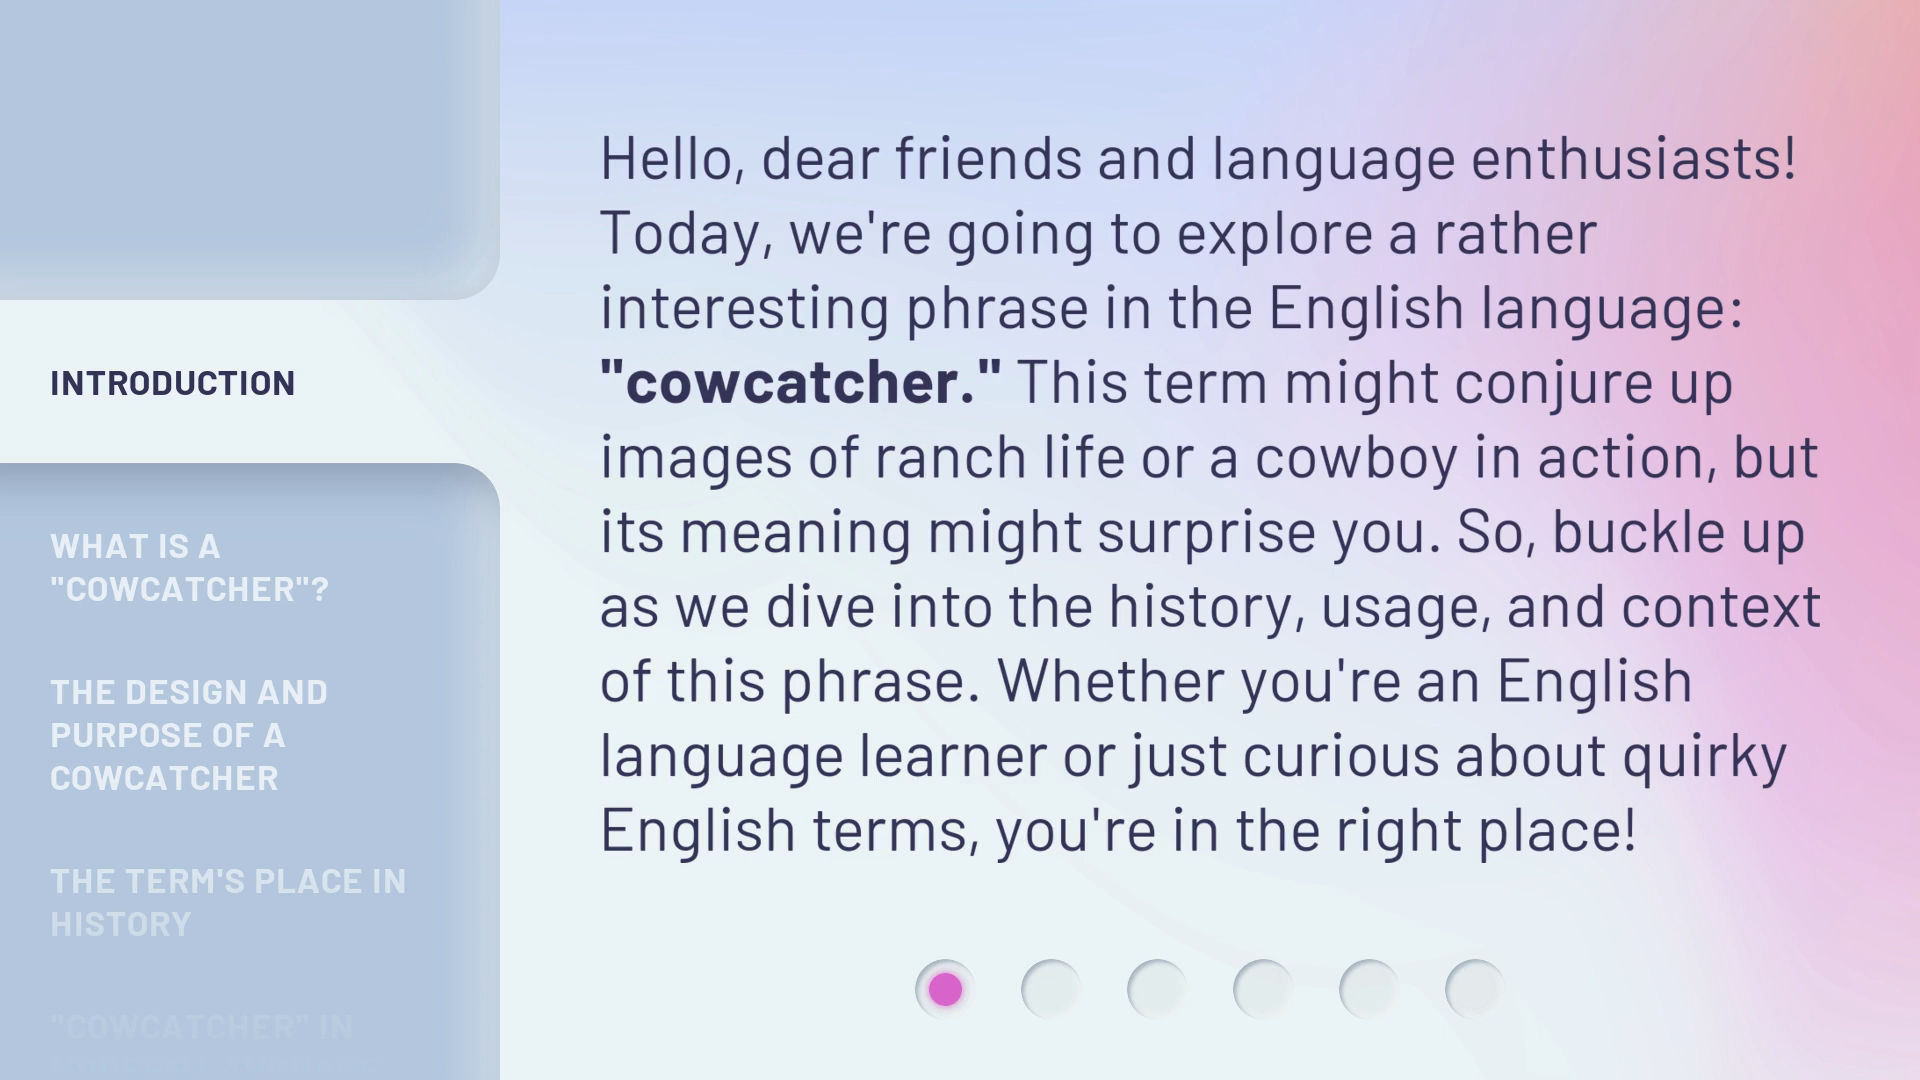 INTRODUCTION
WHAT IS A
"COWCATCHER"?
THE DESIGN AND
PURPOSE OF A
COWCATCHER
THE TERM'S PLACE IN
HISTORY
"COWCATCHER" IN
Hello, dear friends and language enthusiasts!
Today, we're going to explore a rather
interesting phrase in the English language:
"cowcatcher." This term might conjure up
images of ranch life or a cowboy in action, but
its meaning might surprise you. So, buckle up
as we dive into the history, usage, and context
of this phrase. Whether you're an English
language learner or just curious about quirky
English terms, you're in the right place!